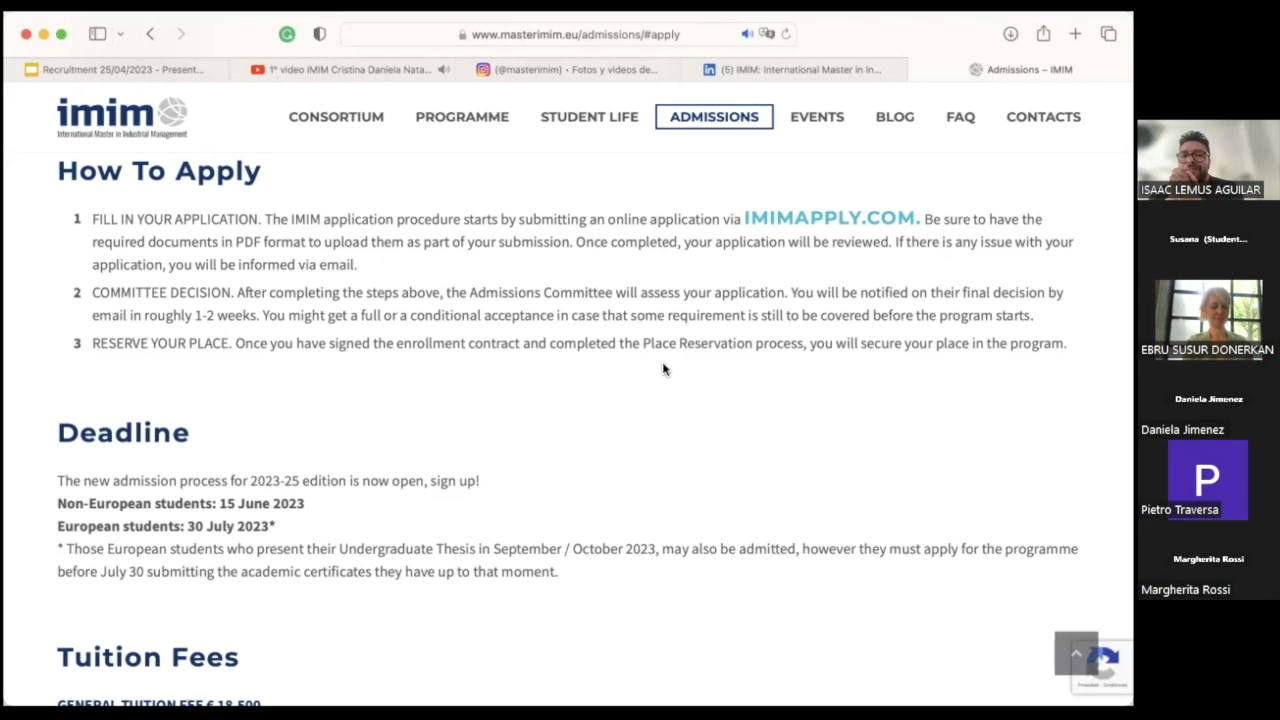 www.masterimim.eu/admissions/#apply
Recruitment 25/04/2023 - Present...
1º video IMIM Cristina Daniela Nata...
(@masterimim) • Fotos y videos de...
(5) IMIM: International Master in In...
Admissions – IMIM
imim
International Master in Industrial Management
CONSORTIUM
PROGRAMME
STUDENT LIFE
ADMISSIONS
EVENTS
BLOG
FAQ
CONTACTS
How To Apply
1 FILL IN YOUR APPLICATION. The IMIM application procedure starts by submitting an online application via IMIMAPPLY.COM. Be sure to have the
required documents in PDF format to upload them as part of your submission. Once completed, your application will be reviewed. If there is any issue with your
application, you will be informed via email.
2 COMMITTEE DECISION. After completing the steps above, the Admissions Committee will assess your application. You will be notified on their final decision by
email in roughly 1-2 weeks. You might get a full or a conditional acceptance in case that some requirement is still to be covered before the program starts.
3 RESERVE YOUR PLACE. Once you have signed the enrollment contract and completed the Place Reservation process, you will secure your place in the program.
Deadline
The new admission process for 2023-25 edition is now open, sign up!
Non-European students: 15 June 2023
European students: 30 July 2023*
* Those European students who present their Undergraduate Thesis in September / October 2023, may also be admitted, however they must apply for the programme
before July 30 submitting the academic certificates they have up to that moment.
Tuition Fees
GENERAL TUITION FEE € 18.500
ISAAC LEMUS AGUILAR
Susana (Student...
EBRU SUSUR DONERKAN
Daniela Jimenez
Daniela Jimenez
P
Pietro Traversa
Margherita Rossi
Margherita Rossi